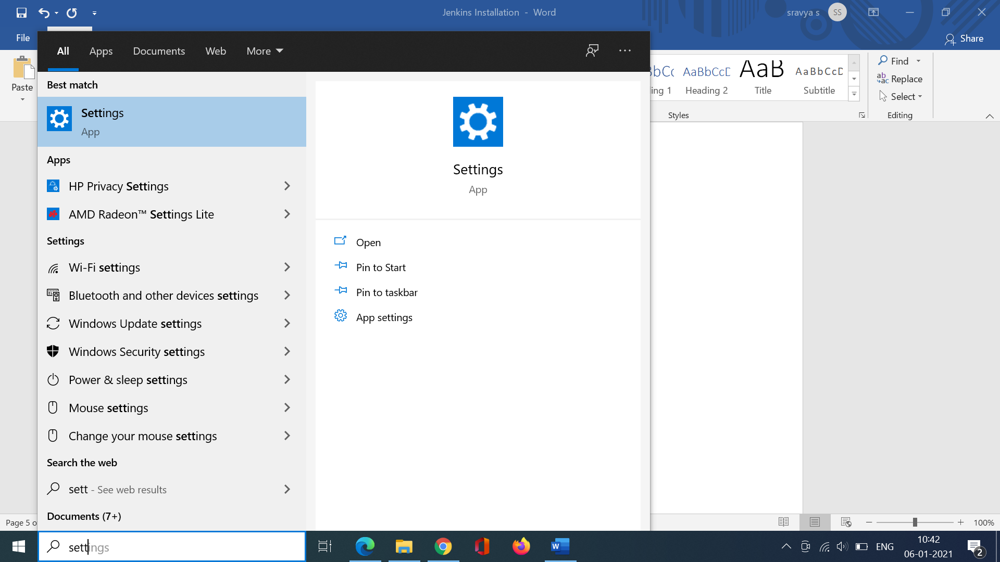 Jenkins Installation - Word
sravya s
SS
File
Share
All
Apps
Documents
Web
More
Paste
Find
Replace
Select
Editing
AaBbCcD
Heading 2
AaB
Title
AaBbCcD
Subtitle
ing 1
Styles
Best match
Settings
App
Apps
HP Privacy Settings
AMD Radeon™ Settings Lite
Settings
Wi-Fi settings
Bluetooth and other devices settings
Windows Update settings
Windows Security settings
Power & sleep settings
Mouse settings
Change your mouse settings
Search the web
sett - See web results
Documents (7+)
Settings
App
Open
Pin to Start
Pin to taskbar
App settings
Page 5 o
100%
settings
ENG
10:42
06-01-2021
2